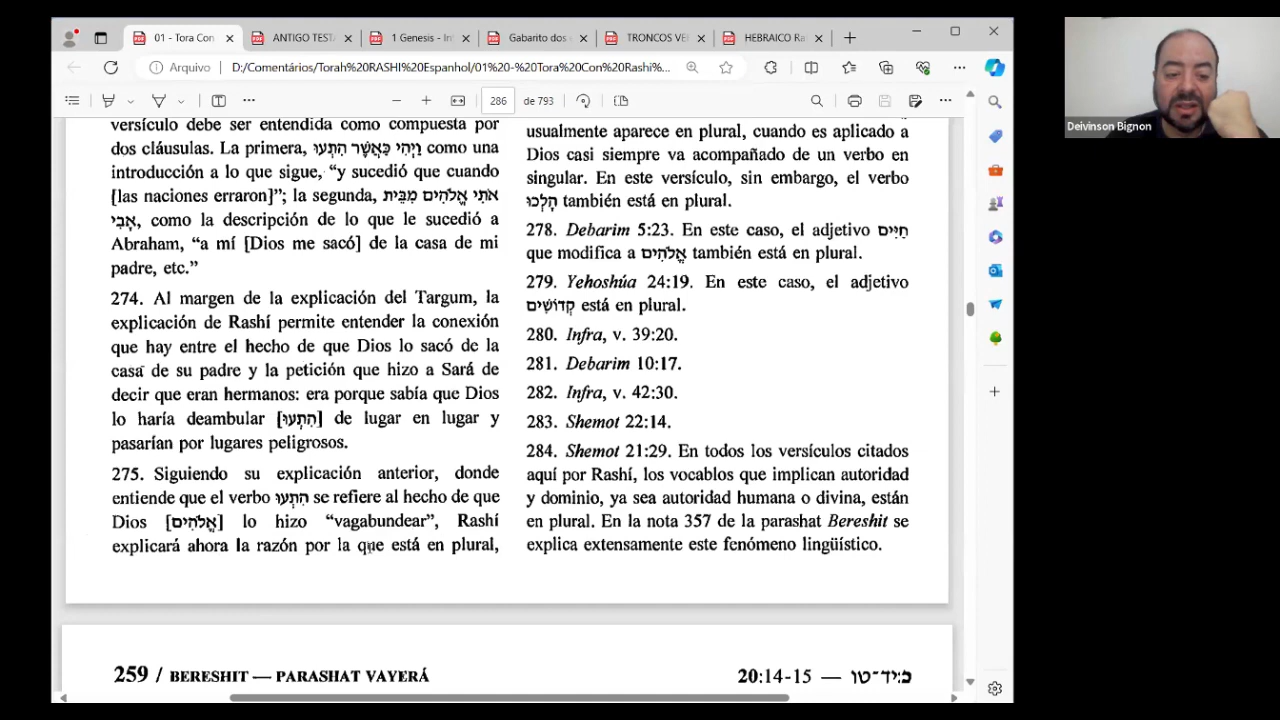 01 - Tora Con
ANTIGO TEST
1 Genesis - In
Gabarito dos e
TRONCOS VE
HEBRAICO Ra
Arquivo
D:/Comentários/Torah%20RASHI%20Espanhol/01%20-%20Tora%20Con%20Rashi%...
286 de 793
Deivinson Bignon
versículo debe ser entendida como compuesta por
dos cláusulas. La primera, וַיְהִי כַּאֲשֶׁר הִתְעוּ como una
introducción a lo que sigue, “y sucedió que cuando
[las naciones erraron]”; la segunda, אֹתִי אֱלֹהִים מִבֵּית
אָבִי, como la descripción de lo que le sucedió a
Abraham, “a mí [Dios me sacó] de la casa de mi
padre, etc.”
274. Al margen de la explicación del Targum, la
explicación de Rashí permite entender la conexión
que hay entre el hecho de que Dios lo sacó de la
casa de su padre y la petición que hizo a Sará de
decir que eran hermanos: era porque sabía que Dios
lo haría deambular [הִתְעוּ] de lugar en lugar y
pasarían por lugares peligrosos.
275. Siguiendo su explicación anterior, donde
entiende que el verbo הִתְעוּ se refiere al hecho de que
Dios [אֱלֹהִים] lo hizo “vagabundear”, Rashí
explicará ahora la razón por la que está en plural,
usualmente aparece en plural, cuando es aplicado a
Dios casi siempre va acompañado de un verbo en
singular. En este versículo, sin embargo, el verbo
הָלְכוּ también está en plural.
278. Debarim 5:23. En este caso, el adjetivo חַיִּים
que modifica a אֱלֹהִים también está en plural.
279. Yehoshúa 24:19. En este caso, el adjetivo
קְדוֹשִׁים está en plural.
280. Infra, v. 39:20.
281. Debarim 10:17.
282. Infra, v. 42:30.
283. Shemot 22:14.
284. Shemot 21:29. En todos los versículos citados
aquí por Rashí, los vocablos que implican autoridad
y dominio, ya sea autoridad humana o divina, están
en plural. En la nota 357 de la parashat Bereshit se
explica extensamente este fenómeno lingüístico.
259 / BERESHIT — PARASHAT VAYERÁ
20:14-15 — כ:יד־טו